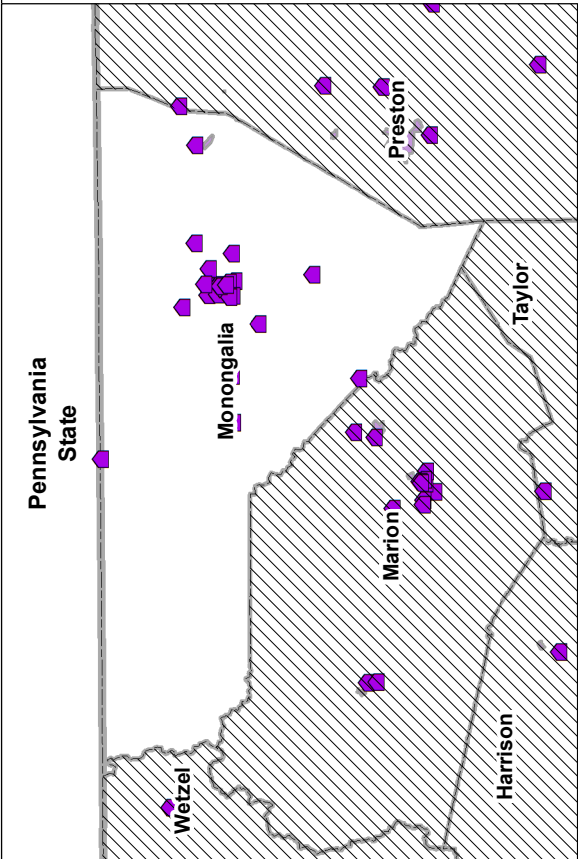 Pennsylvania
State
Monongalia
Preston
Taylor
Marion
Harrison
Wetzel